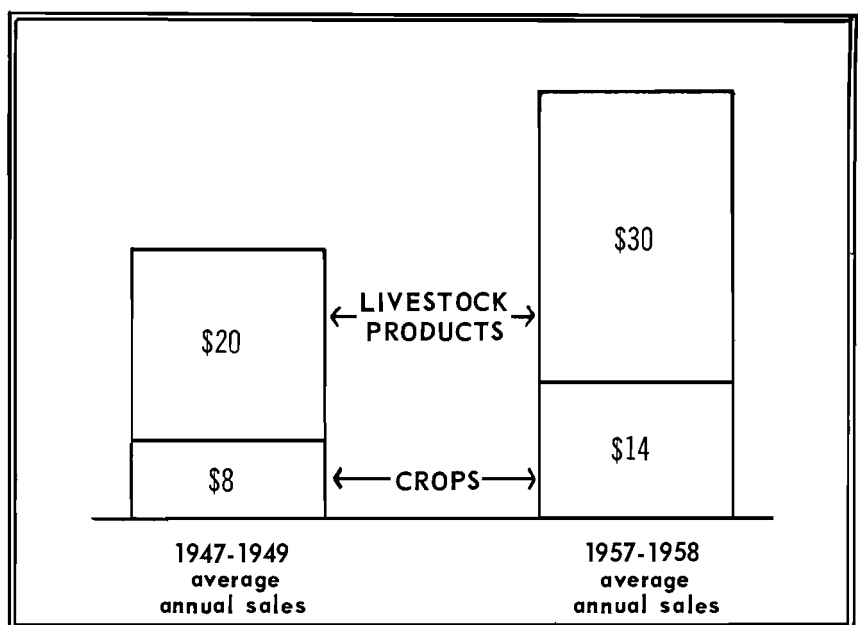 $30
LIVESTOCK
PRODUCTS
$20
$14
$8
CROPS
1947-1949
average
annual sales
1957-1958
average
annual sales